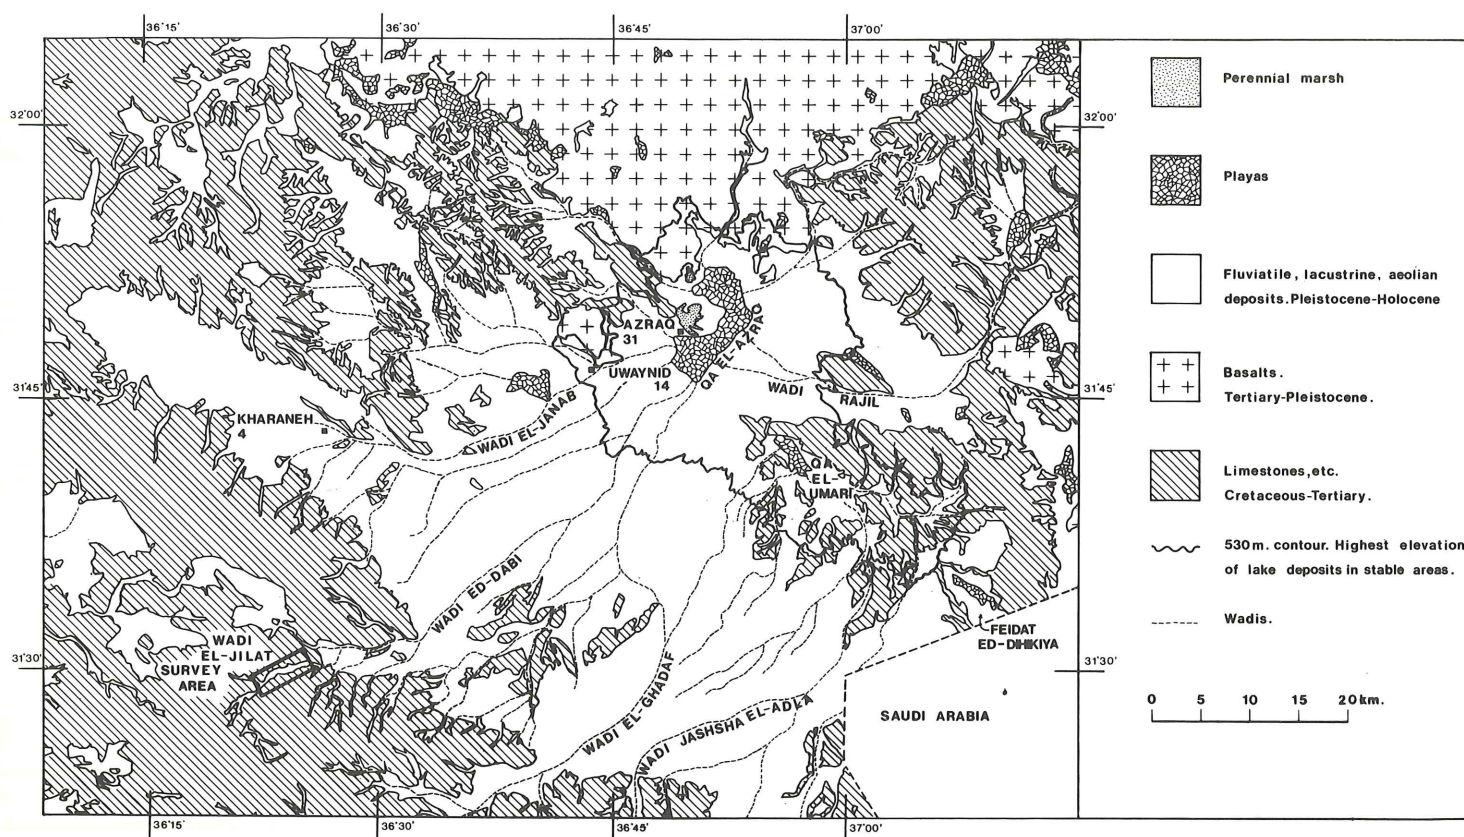 36°15'
36°30'
36°45'
37°00'
32°00'
32°00'
31°45'
31°45'
31°30'
31°30'
AZRAQ
31
UWAYNID
14
QA EL-AZRAQ
WADI
RAJIL
KHARANEH
4
WADI EL-JANAB
QA
EL-
UMARI
WADI ED-DABI
WADI
EL-JILAT
SURVEY
AREA
FEIDAT
ED-DIHIKIYA
WADI EL-GHADAF
WADI JASHSHA EL-ADLA
SAUDI ARABIA
36°15'
36°30'
36°45'
37°00'
Perennial marsh
Playas
Fluviatile, lacustrine, aeolian
deposits. Pleistocene-Holocene
Basalts.
Tertiary-Pleistocene.
Limestones, etc.
Cretaceous-Tertiary.
530m. contour. Highest elevation
of lake deposits in stable areas.
Wadis.
0 5 10 15 20km.